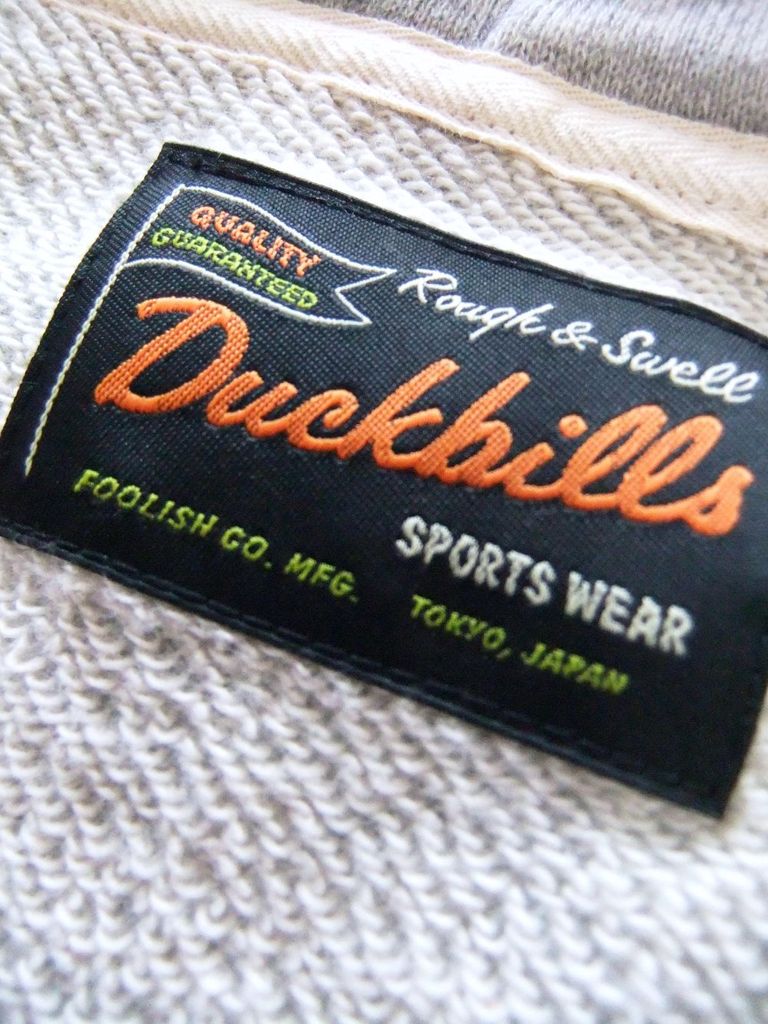 QUALITY
GUARANTEED
Rough & Swell
Duckbills
SPORTS WEAR
FOOLISH CO. MFG. TOKYO, JAPAN